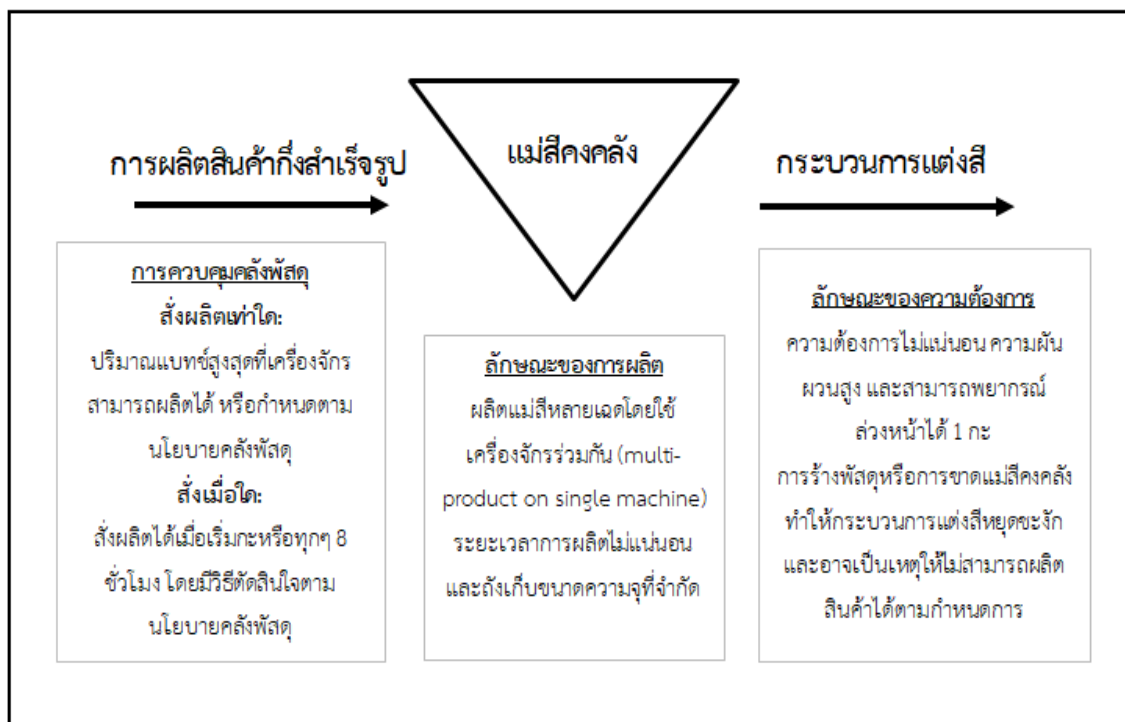 การผลิตสินค้ากึ่งสำเร็จรูป
แม่สีคงคลัง
กระบวนการแต่งสี
การควบคุมคลังพัสดุ
สั่งผลิตเท่าใด:
ปริมาณแบทช์สูงสุดที่เครื่องจักร
สามารถผลิตได้ หรือกำหนดตาม
นโยบายคลังพัสดุ
สั่งเมื่อใด:
สั่งผลิตได้เมื่อเริ่มกะหรือทุกๆ 8
ชั่วโมง โดยมีวิธีตัดสินใจตาม
นโยบายคลังพัสดุ
ลักษณะของการผลิต
ผลิตแม่สีหลายเฉดโดยใช้
เครื่องจักรร่วมกัน (multi-
product on single machine)
ระยะเวลาการผลิตไม่แน่นอน
และถังเก็บขนาดความจุที่จำกัด
ลักษณะของความต้องการ
ความต้องการไม่แน่นอน ความผัน
ผวนสูง และสามารถพยากรณ์
ล่วงหน้าได้ 1 กะ
การร้างพัสดุหรือการขาดแม่สีคงคลัง
ทำให้กระบวนการแต่งสีหยุดชะงัก
และอาจเป็นเหตุให้ไม่สามารถผลิต
สินค้าได้ตามกำหนดการ